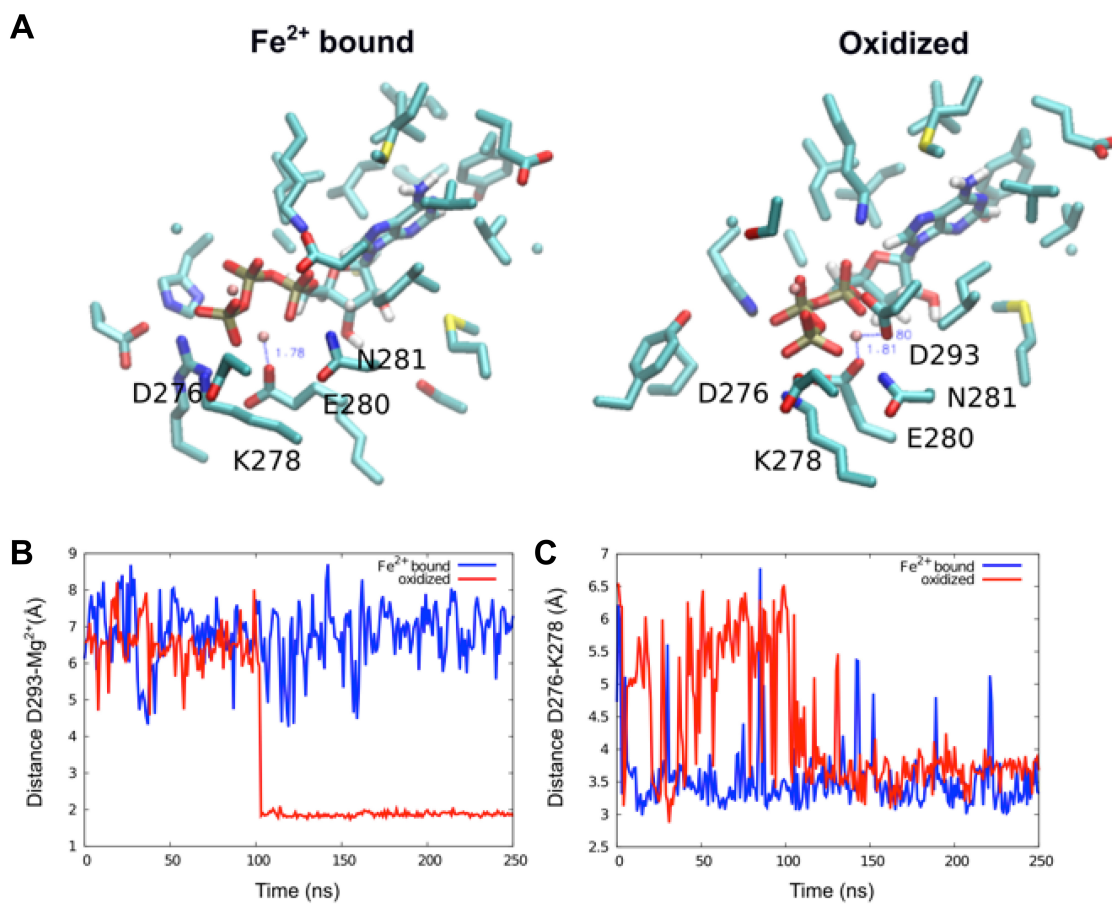 A
Fe²⁺ bound
Oxidized
1.78
N281
D276
E280
K278
.80
1.81
D293
D276
N281
E280
K278
B
C
Distance D293-Mg²⁺(Å)
9
8
7
6
5
4
3
2
1
Fe²⁺ bound
oxidized
0
50
100
150
200
250
Time (ns)
Distance D276-K278 (Å)
7
6.5
6
5.5
5
4.5
4
3.5
3
2.5
Fe²⁺ bound
oxidized
0
50
100
150
200
250
Time (ns)